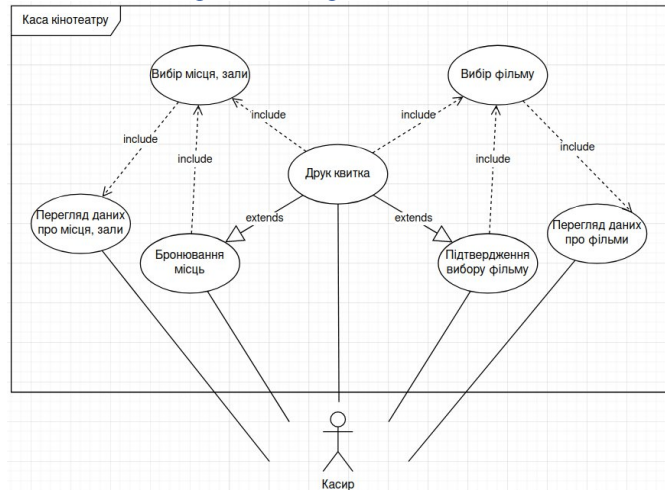 Каса кінотеатру
Вибір місця, зали
Вибір фільму
include
include
include
include
include
include
Друк квитка
Перегляд даних
про місця, зали
extends
extends
Перегляд даних
про фільми
Бронювання
місць
Підтвердження
вибору фільму
Касир